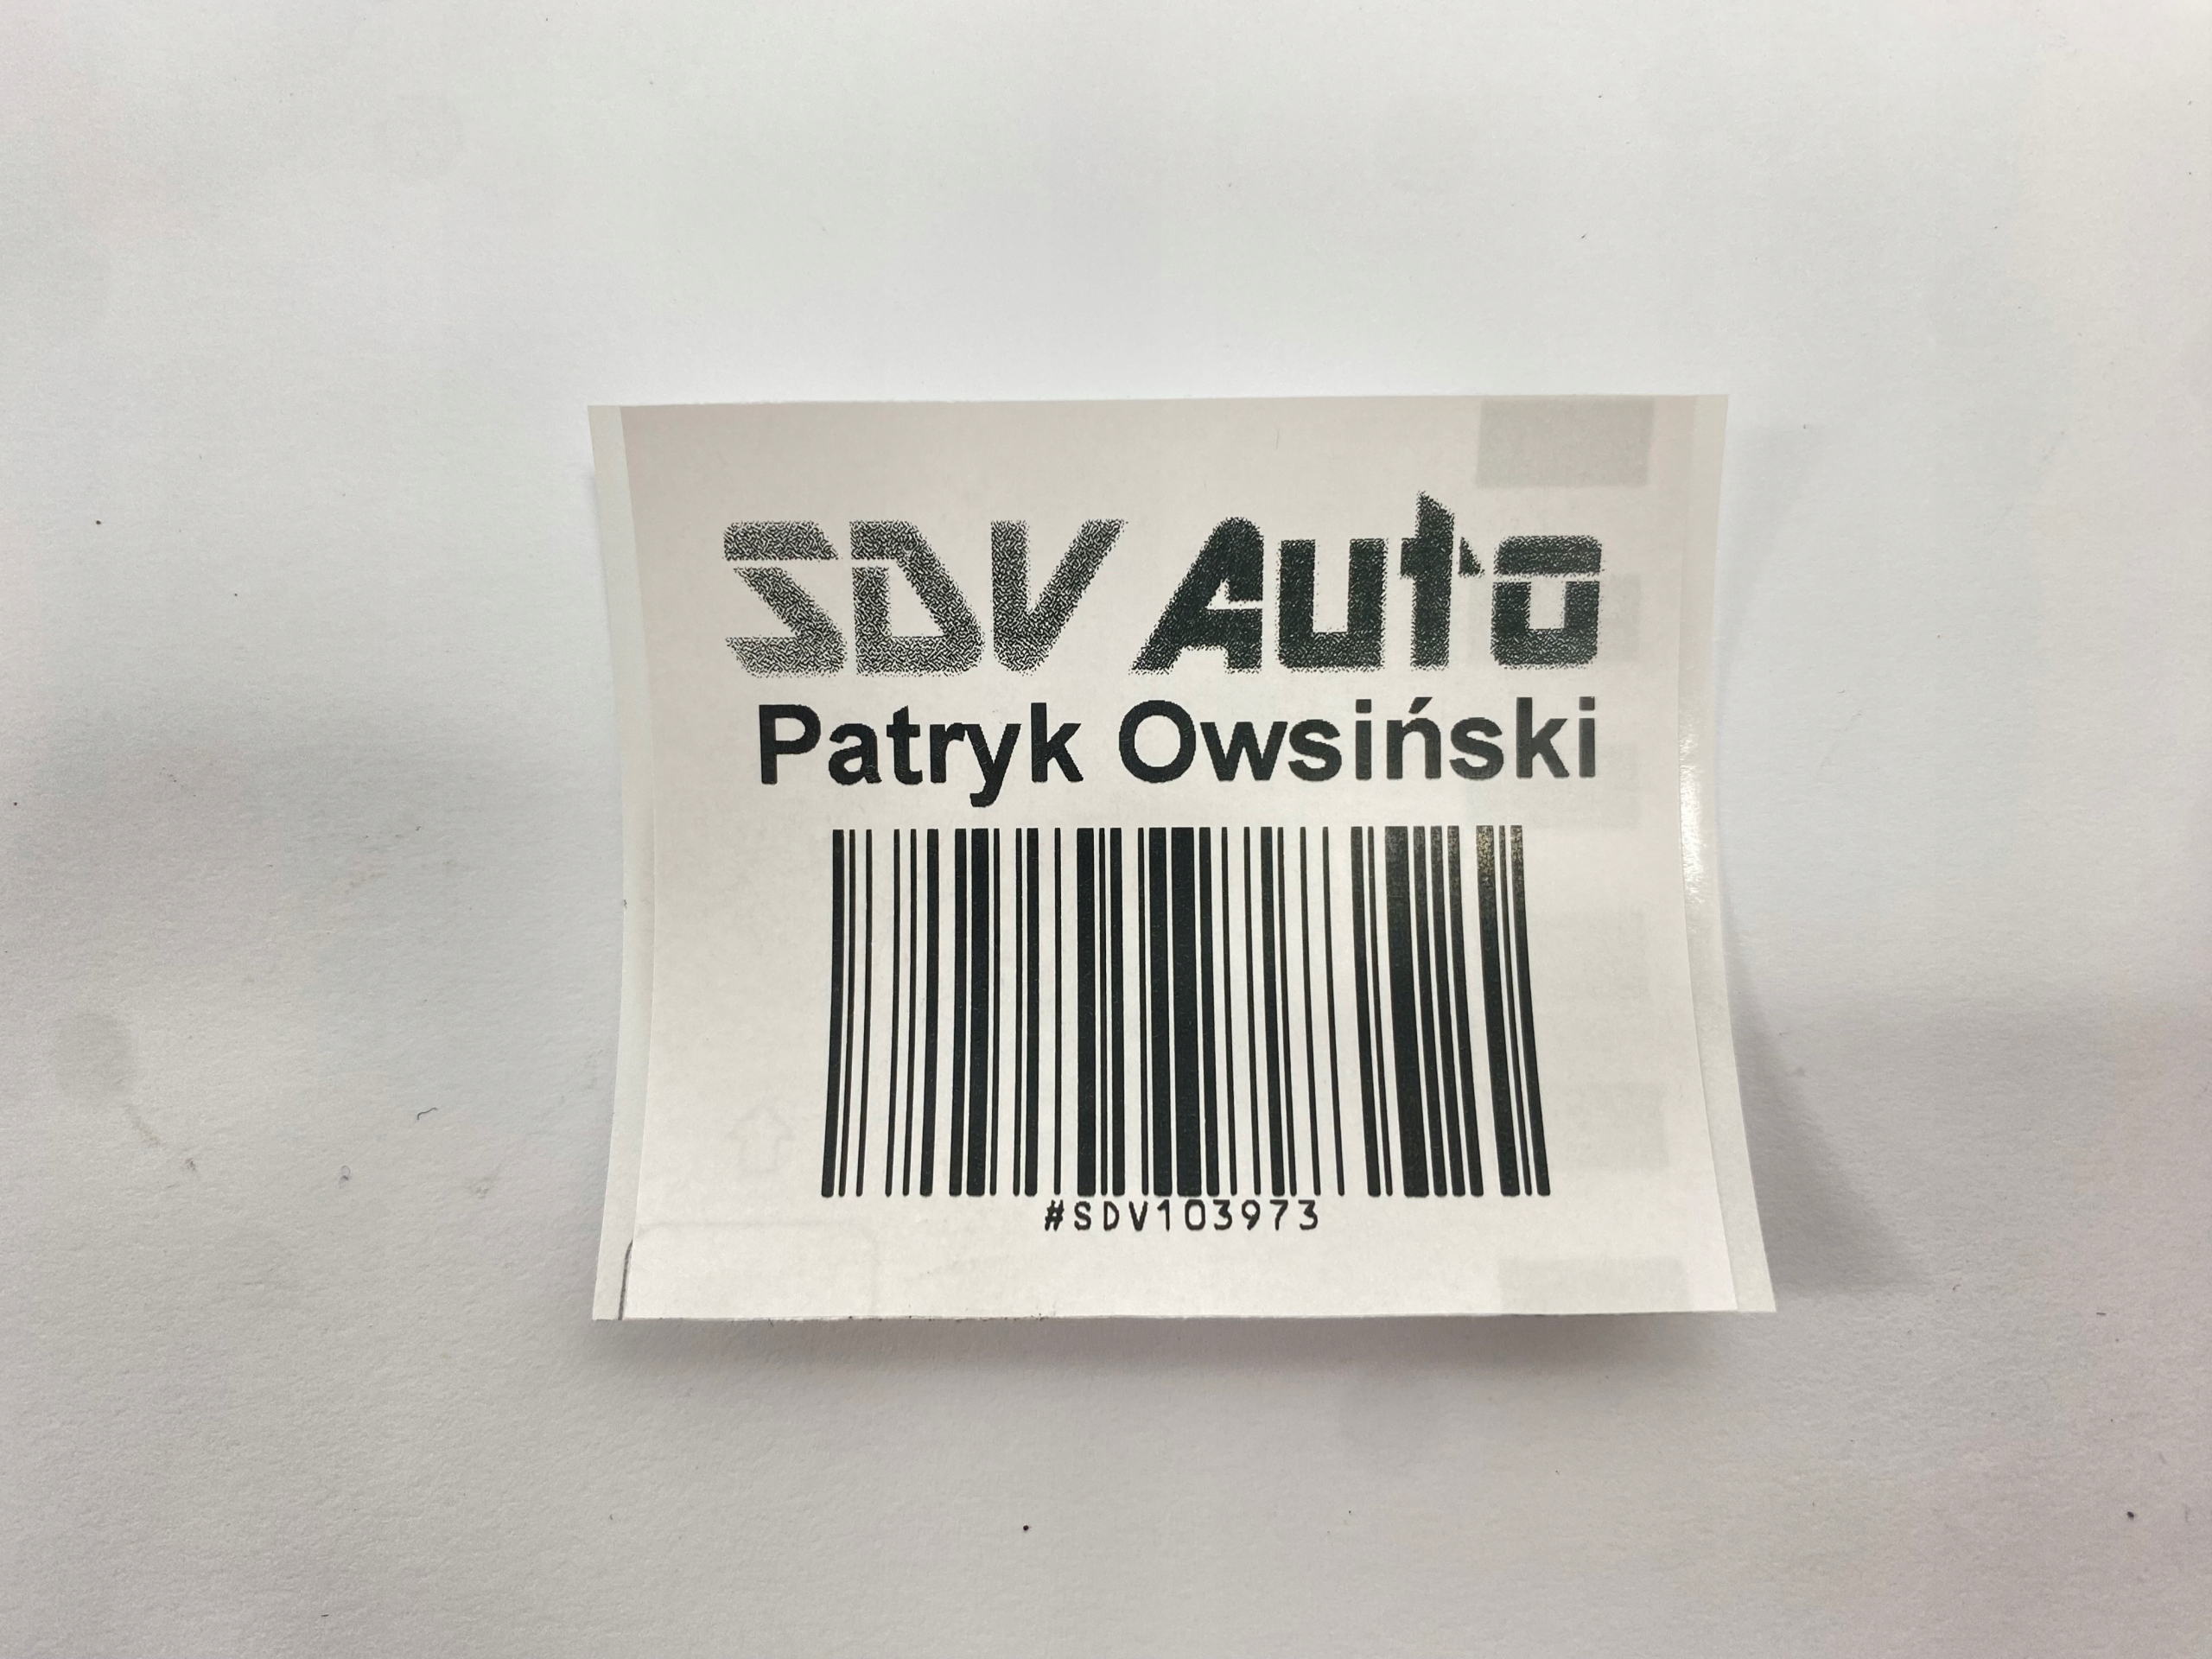 SDV Auto
Patryk Owsiński
#SDV103973